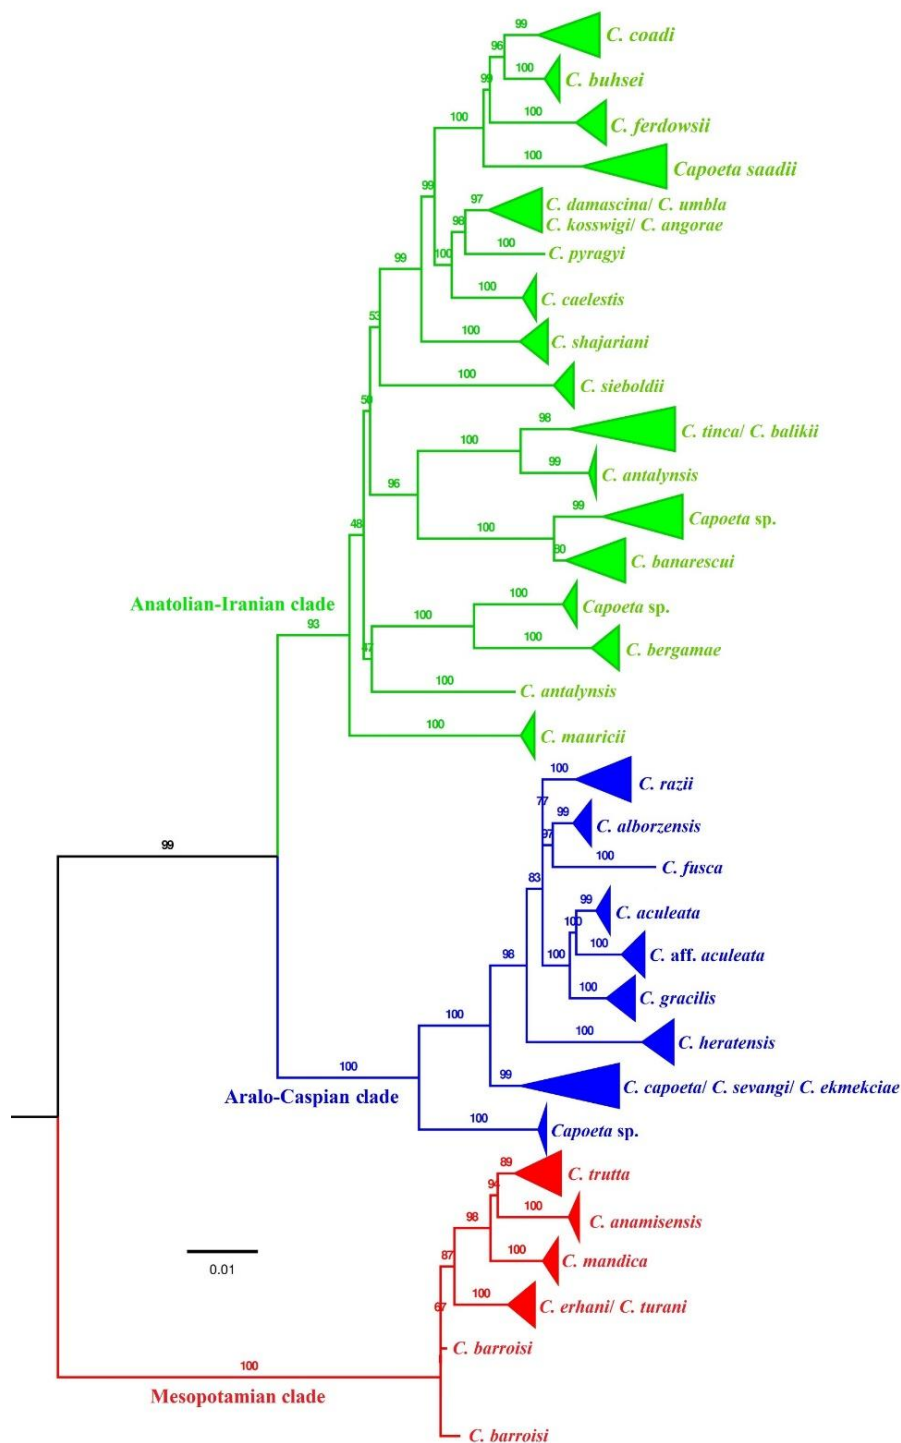 99
C. coadi
96
100
C. buhsei
99
100
C. ferdowsii
100
100
Capoeta saadii
99
97
C. damascina/ C. umbla
C. kosswigi/ C. angorae
98
100
C. pyragyi
100
99
100
C. caelestis
53
100
C. shajariani
100
C. sieboldii
50
98
C. tinca/ C. balikii
100
99
C. antalynsis
96
99
Capoeta sp.
48
100
80
C. banarescui
Anatolian-Iranian clade
100
Capoeta sp.
93
100
47
100
C. bergamae
100
C. antalynsis
100
C. mauricii
100
C. razii
77
99
C. alborzensis
97
99
100
C. fusca
83
99
C. aculeata
100
98
100
100
C. aff. aculeata
100
C. gracilis
100
100
C. heratensis
100
99
C. capoeta/ C. sevangi/ C. ekmekciae
Aralo-Caspian clade
100
Capoeta sp.
89
C. trutta
94
100
C. anamisensis
98
87
100
C. mandica
0.01
67
100
C. erhani/ C. turani
C. barroisi
100
Mesopotamian clade
C. barroisi